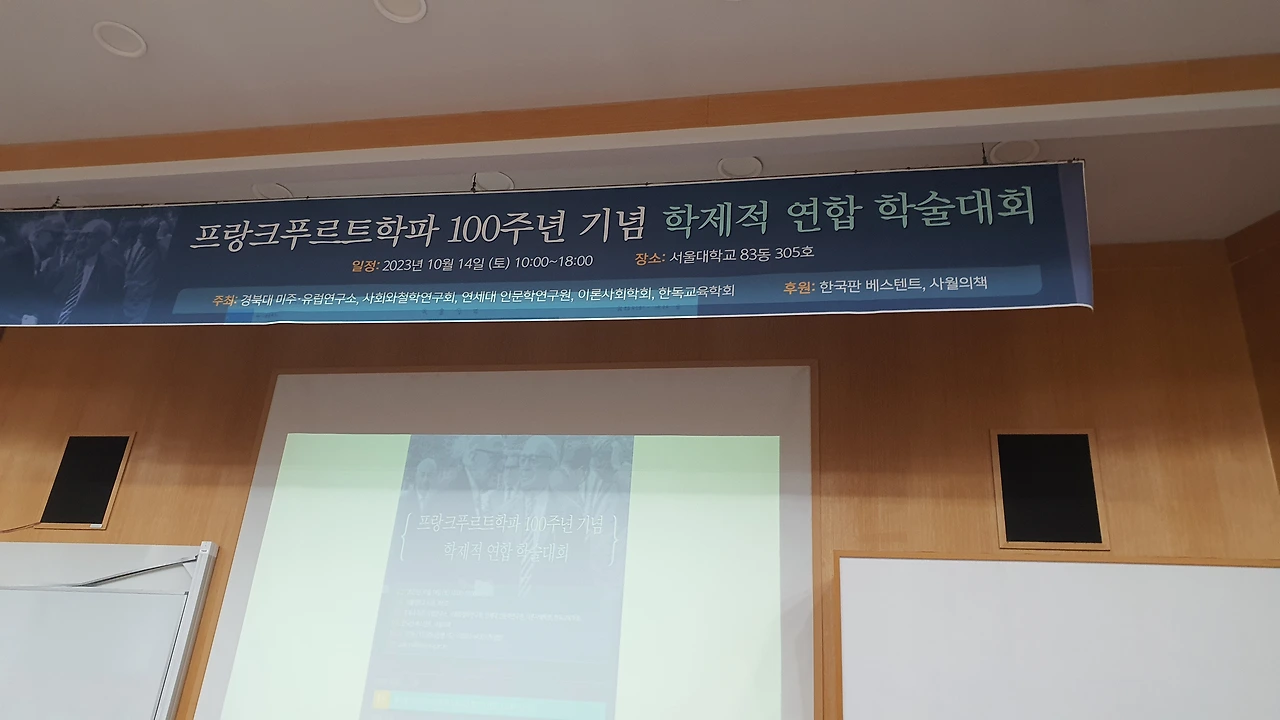 프랑크푸르트학파 100주년 기념 학제적 연합 학술대회
일정: 2023년 10월 14일 (토) 10:00~18:00 장소: 서울대학교 83동 305호
주최: 경북대 미주·유럽연구소, 사회와철학연구회, 연세대 인문학연구원, 이론사회학회, 한독교육학회 후원: 한국판 베스텐트, 사월의책
프랑크푸르트학파 100주년 기념
학제적 연합 학술대회